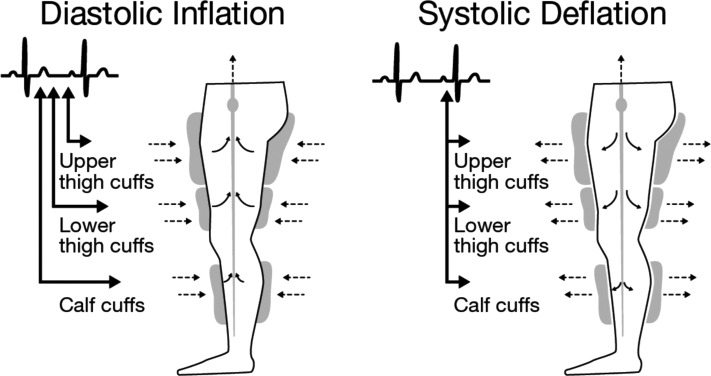 Diastolic Inflation
Upper
thigh cuffs
Lower
thigh cuffs
Calf cuffs
Systolic Deflation
Upper
thigh cuffs
Lower
thigh cuffs
Calf cuffs